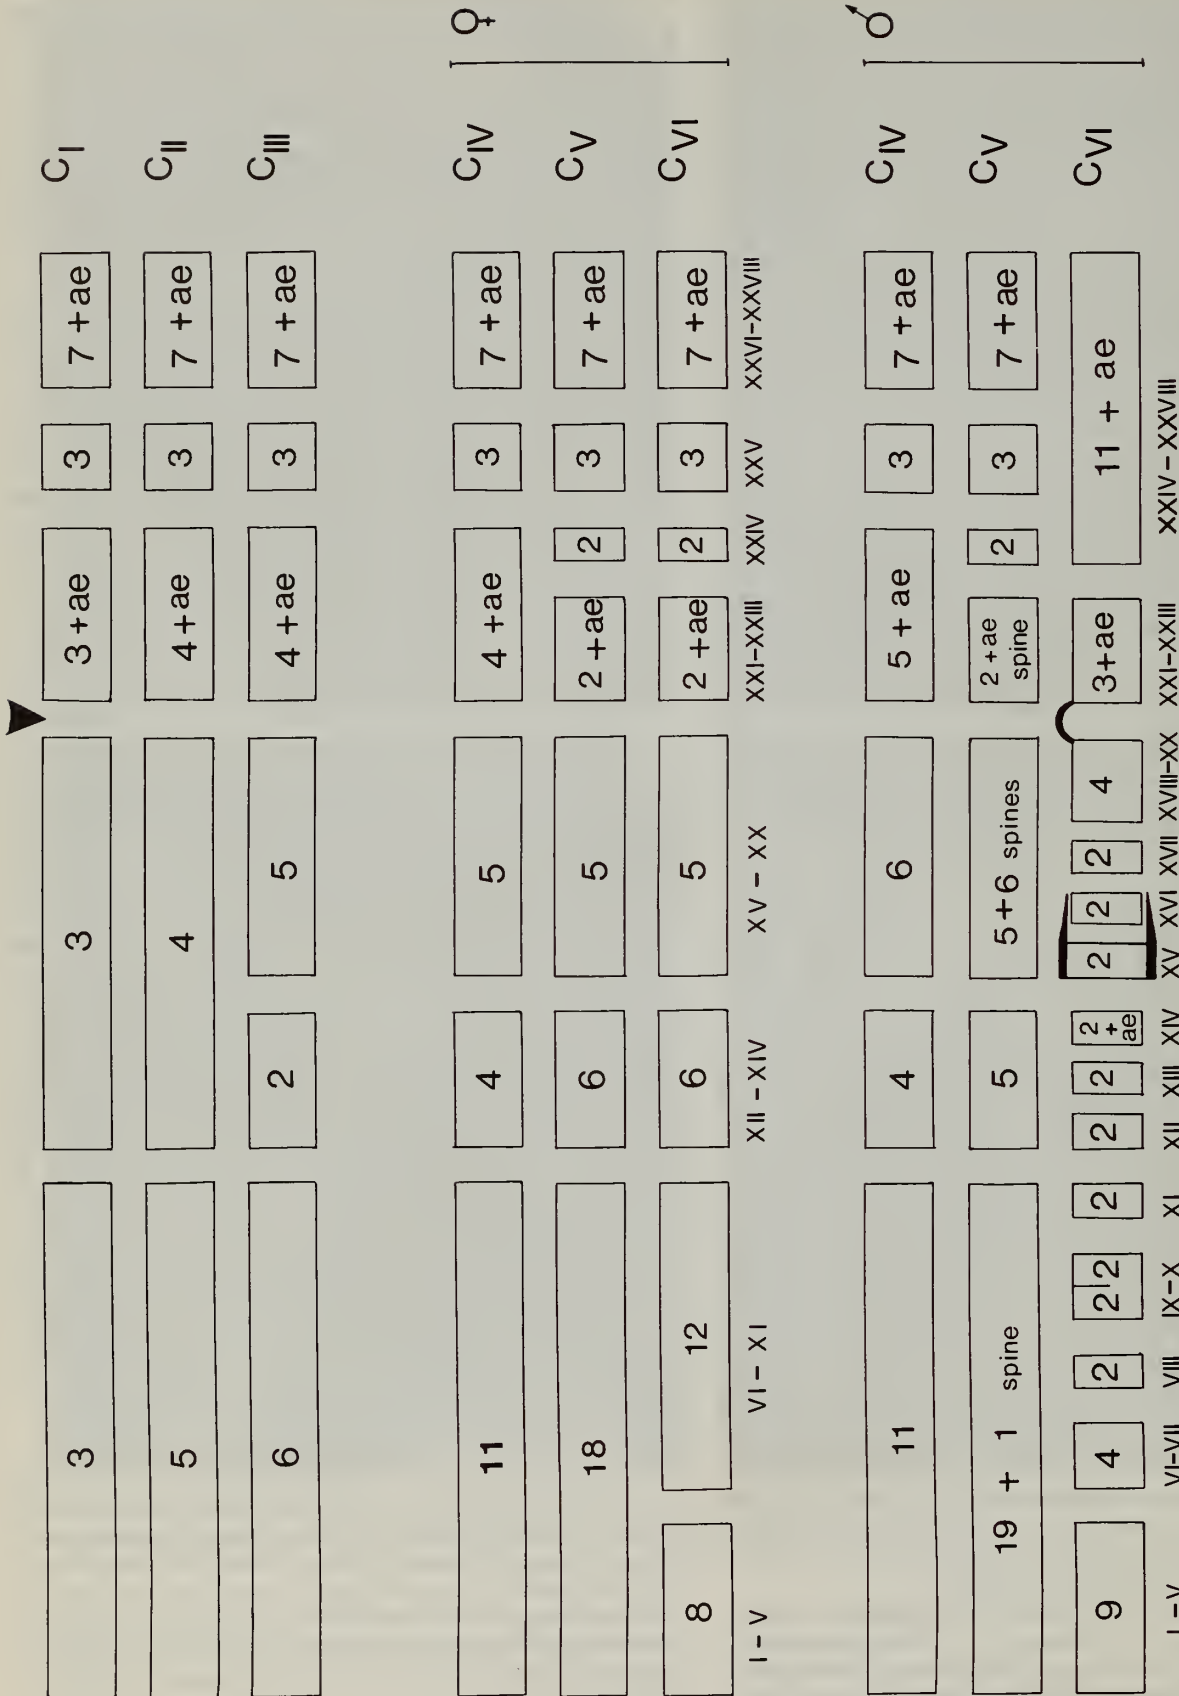 3 3 3+ae 3 7+ae CI
5 4 4+ae 3 7+ae CII
6 2 5 4+ae 3 7+ae CIII
♀
11 4 5 4+ae 3 7+ae CIV
18 6 5 2+ae 2 3 7+ae CV
8 12 6 5 2+ae 2 3 7+ae CVI
I-V VI-XI XII-XIV XV-XX XXI-XXIII XXIV XXV XXVI-XXVIII
♂
11 4 6 5+ae 3 7+ae CIV
19 + 1 spine 5 5+6 spines 2+ae spine 2 3 7+ae CV
9 4 2 2'2 2 2 2 2+ae 2 2 2 4 3+ae 11 + ae CVI
I-V VI-VII VIII IX-X XI XII XIII XIV XV XVI XVII XVIII-XX XXI-XXIII XXIV-XXVIII